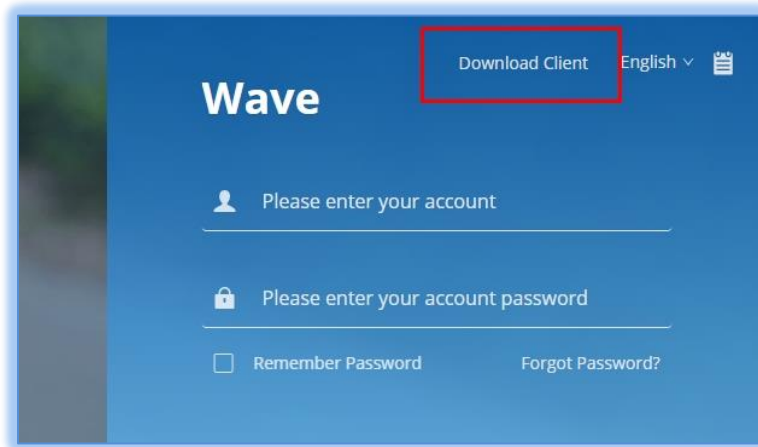 Download Client English
Wave
Please enter your account
Please enter your account password
Remember Password Forgot Password?